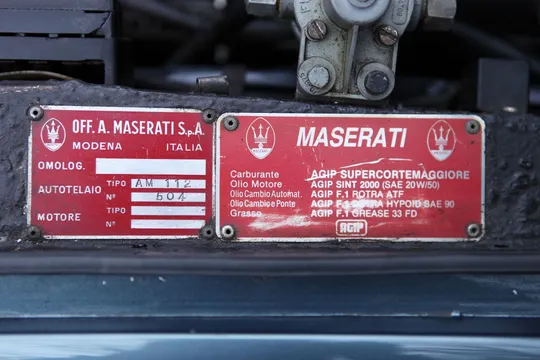 OFF. A. MASERATI S.p.A.
MODENA ITALIA
OMOLOG.
AUTOTELAIO TIPO AM 112
N° 504
MOTORE TIPO
N°
MASERATI
MASERATI
MASERATI
Carburante AGIP SUPERCORTEMAGGIORE
Olio Motore AGIP SINT 2000 (SAE 20W/50)
Olio Cambio Automat. AGIP F.1 ROTRA ATF
Olio Cambio e Ponte AGIP F.1 ROTRA HYPOID SAE 90
Grasso AGIP F.1 GREASE 33 FD
AGIP